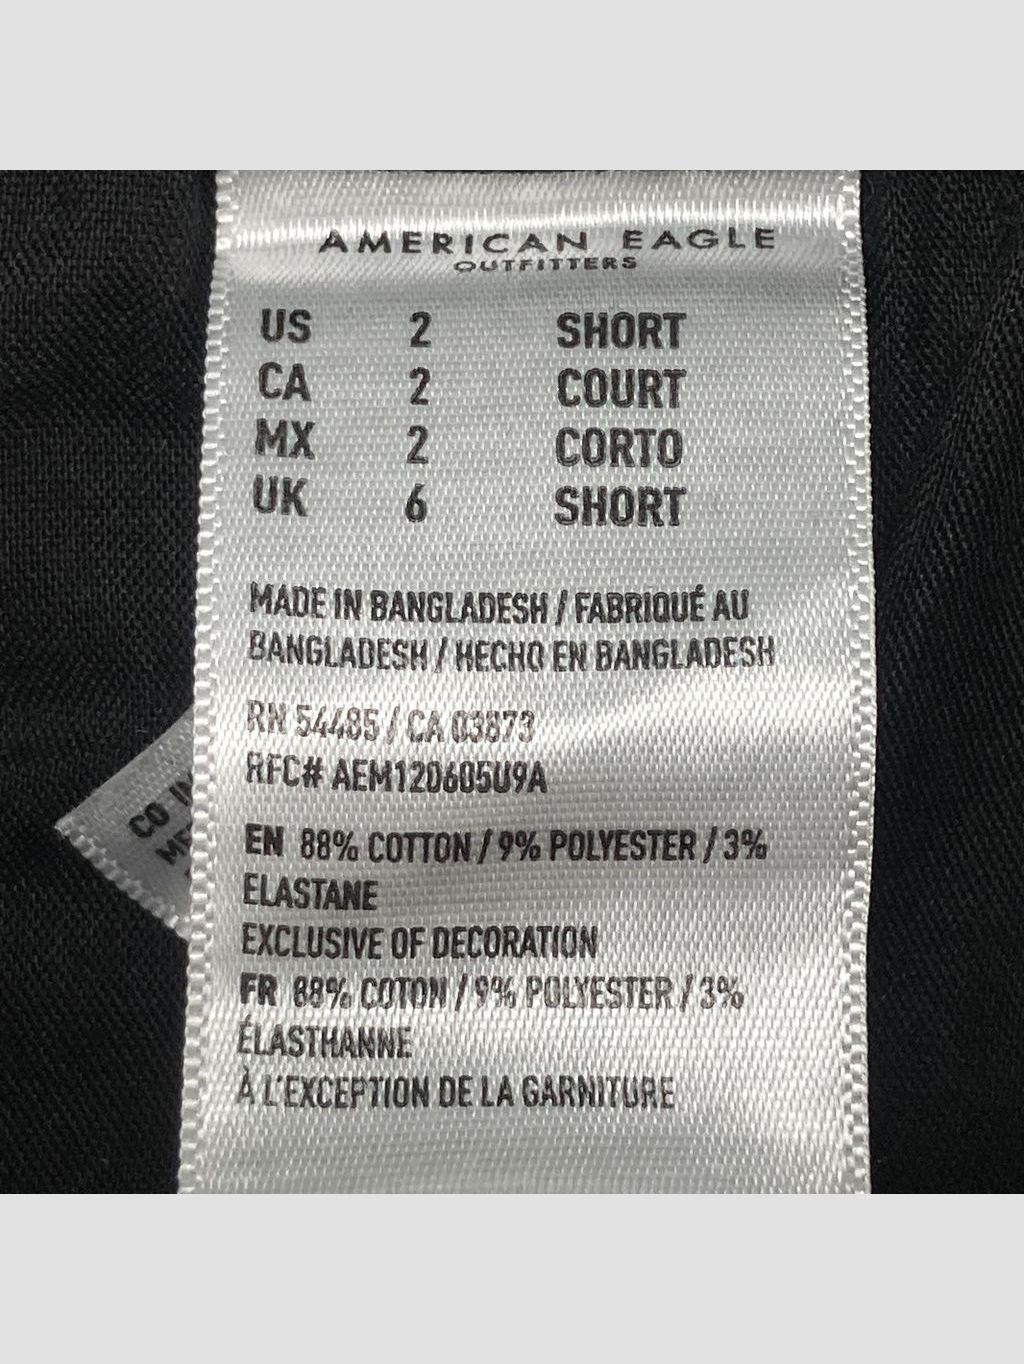 AMERICAN EAGLE
OUTFITTERS
US 2 SHORT
CA 2 COURT
MX 2 CORTO
UK 6 SHORT
MADE IN BANGLADESH / FABRIQUÉ AU
BANGLADESH / HECHO EN BANGLADESH
RN 54485 / CA 03873
RFC# AEM120605U9A
EN 88% COTTON / 9% POLYESTER / 3%
ELASTANE
EXCLUSIVE OF DECORATION
FR 88% COTON / 9% POLYESTER / 3%
ÉLASTHANNE
À L'EXCEPTION DE LA GARNITURE
CO